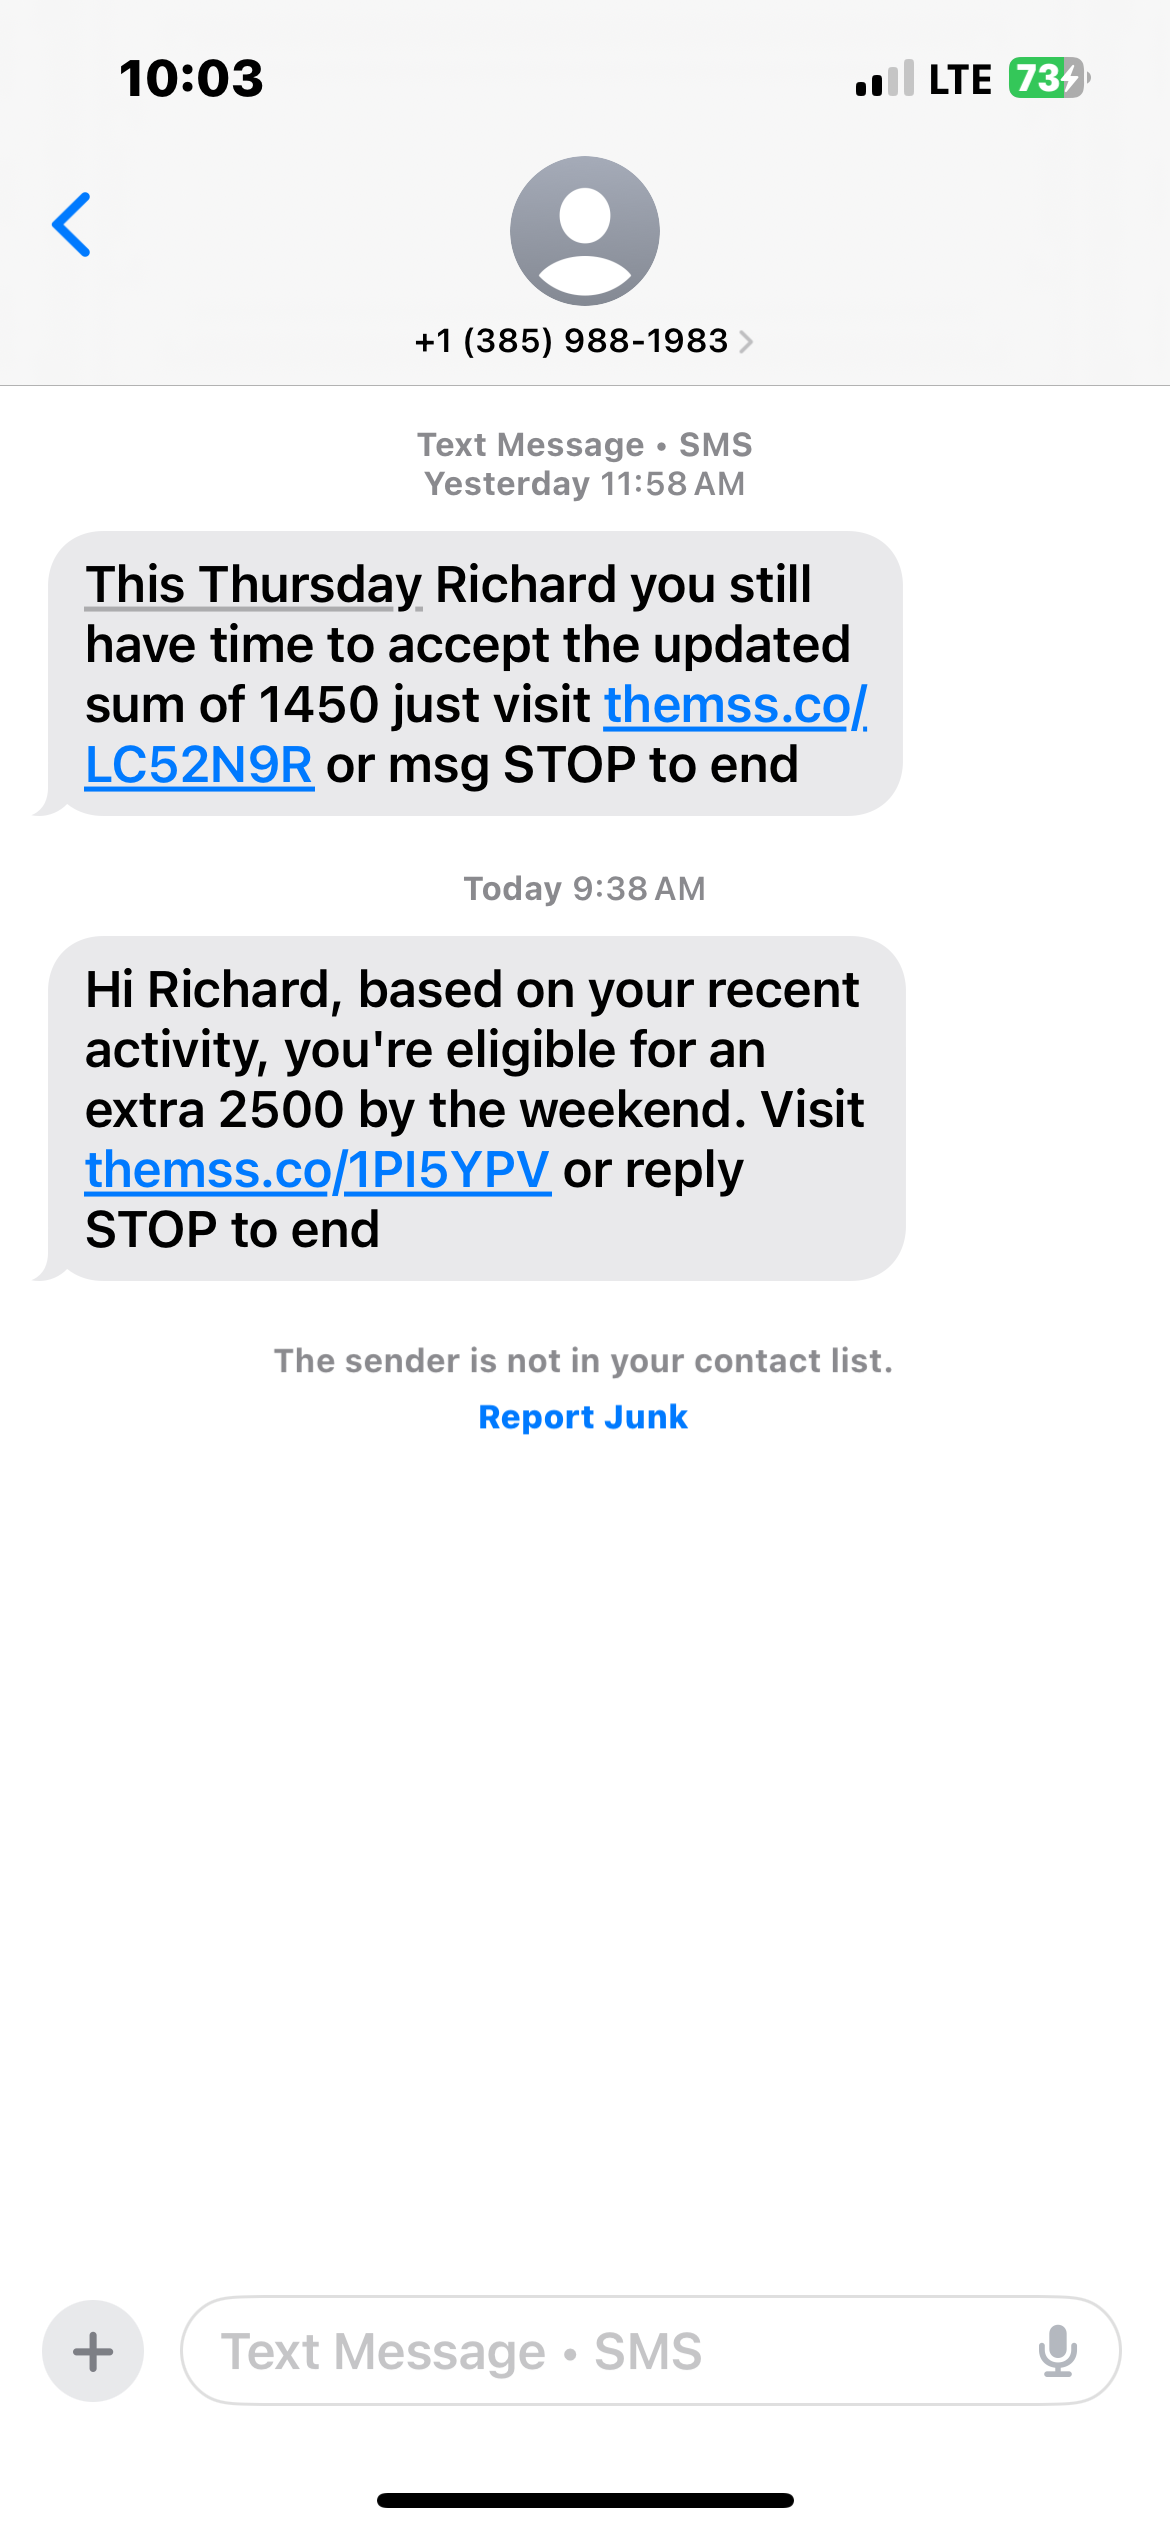 10:03
LTE 73
+1 (385) 988-1983
Text Message • SMS
Yesterday 11:58 AM
This Thursday Richard you still
have time to accept the updated
sum of 1450 just visit themss.co/
LC52N9R or msg STOP to end
Today 9:38 AM
Hi Richard, based on your recent
activity, you're eligible for an
extra 2500 by the weekend. Visit
themss.co/1PI5YPV or reply
STOP to end
The sender is not in your contact list.
Report Junk
Text Message • SMS